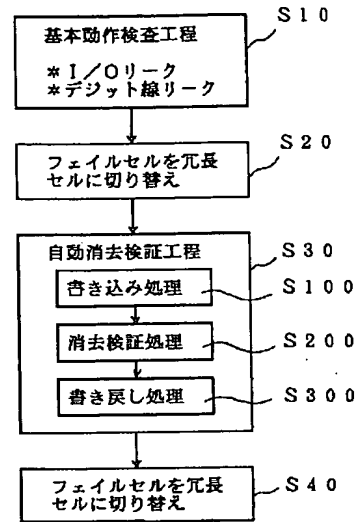 S10
基本動作検査工程
*I/Oリーク
*デジット線リーク
S20
フェイルセルを冗長
セルに切り替え
S30
自動消去検証工程
書き込み処理
S100
消去検証処理
S200
書き戻し処理
S300
フェイルセルを冗長
セルに切り替え
S40